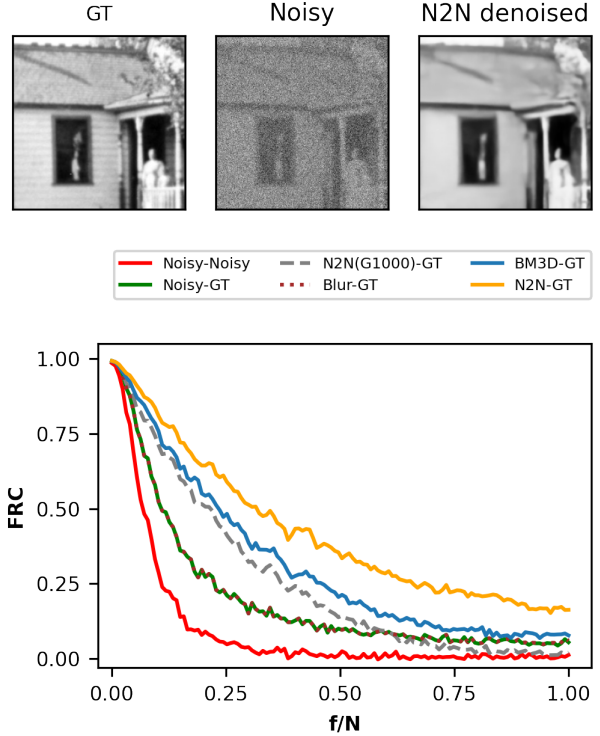 GT Noisy N2N denoised
Noisy-Noisy N2N(G1000)-GT BM3D-GT
Noisy-GT Blur-GT N2N-GT
1.00
0.75
0.50
0.25
0.00
FRC
0.00 0.25 0.50 0.75 1.00
f/N